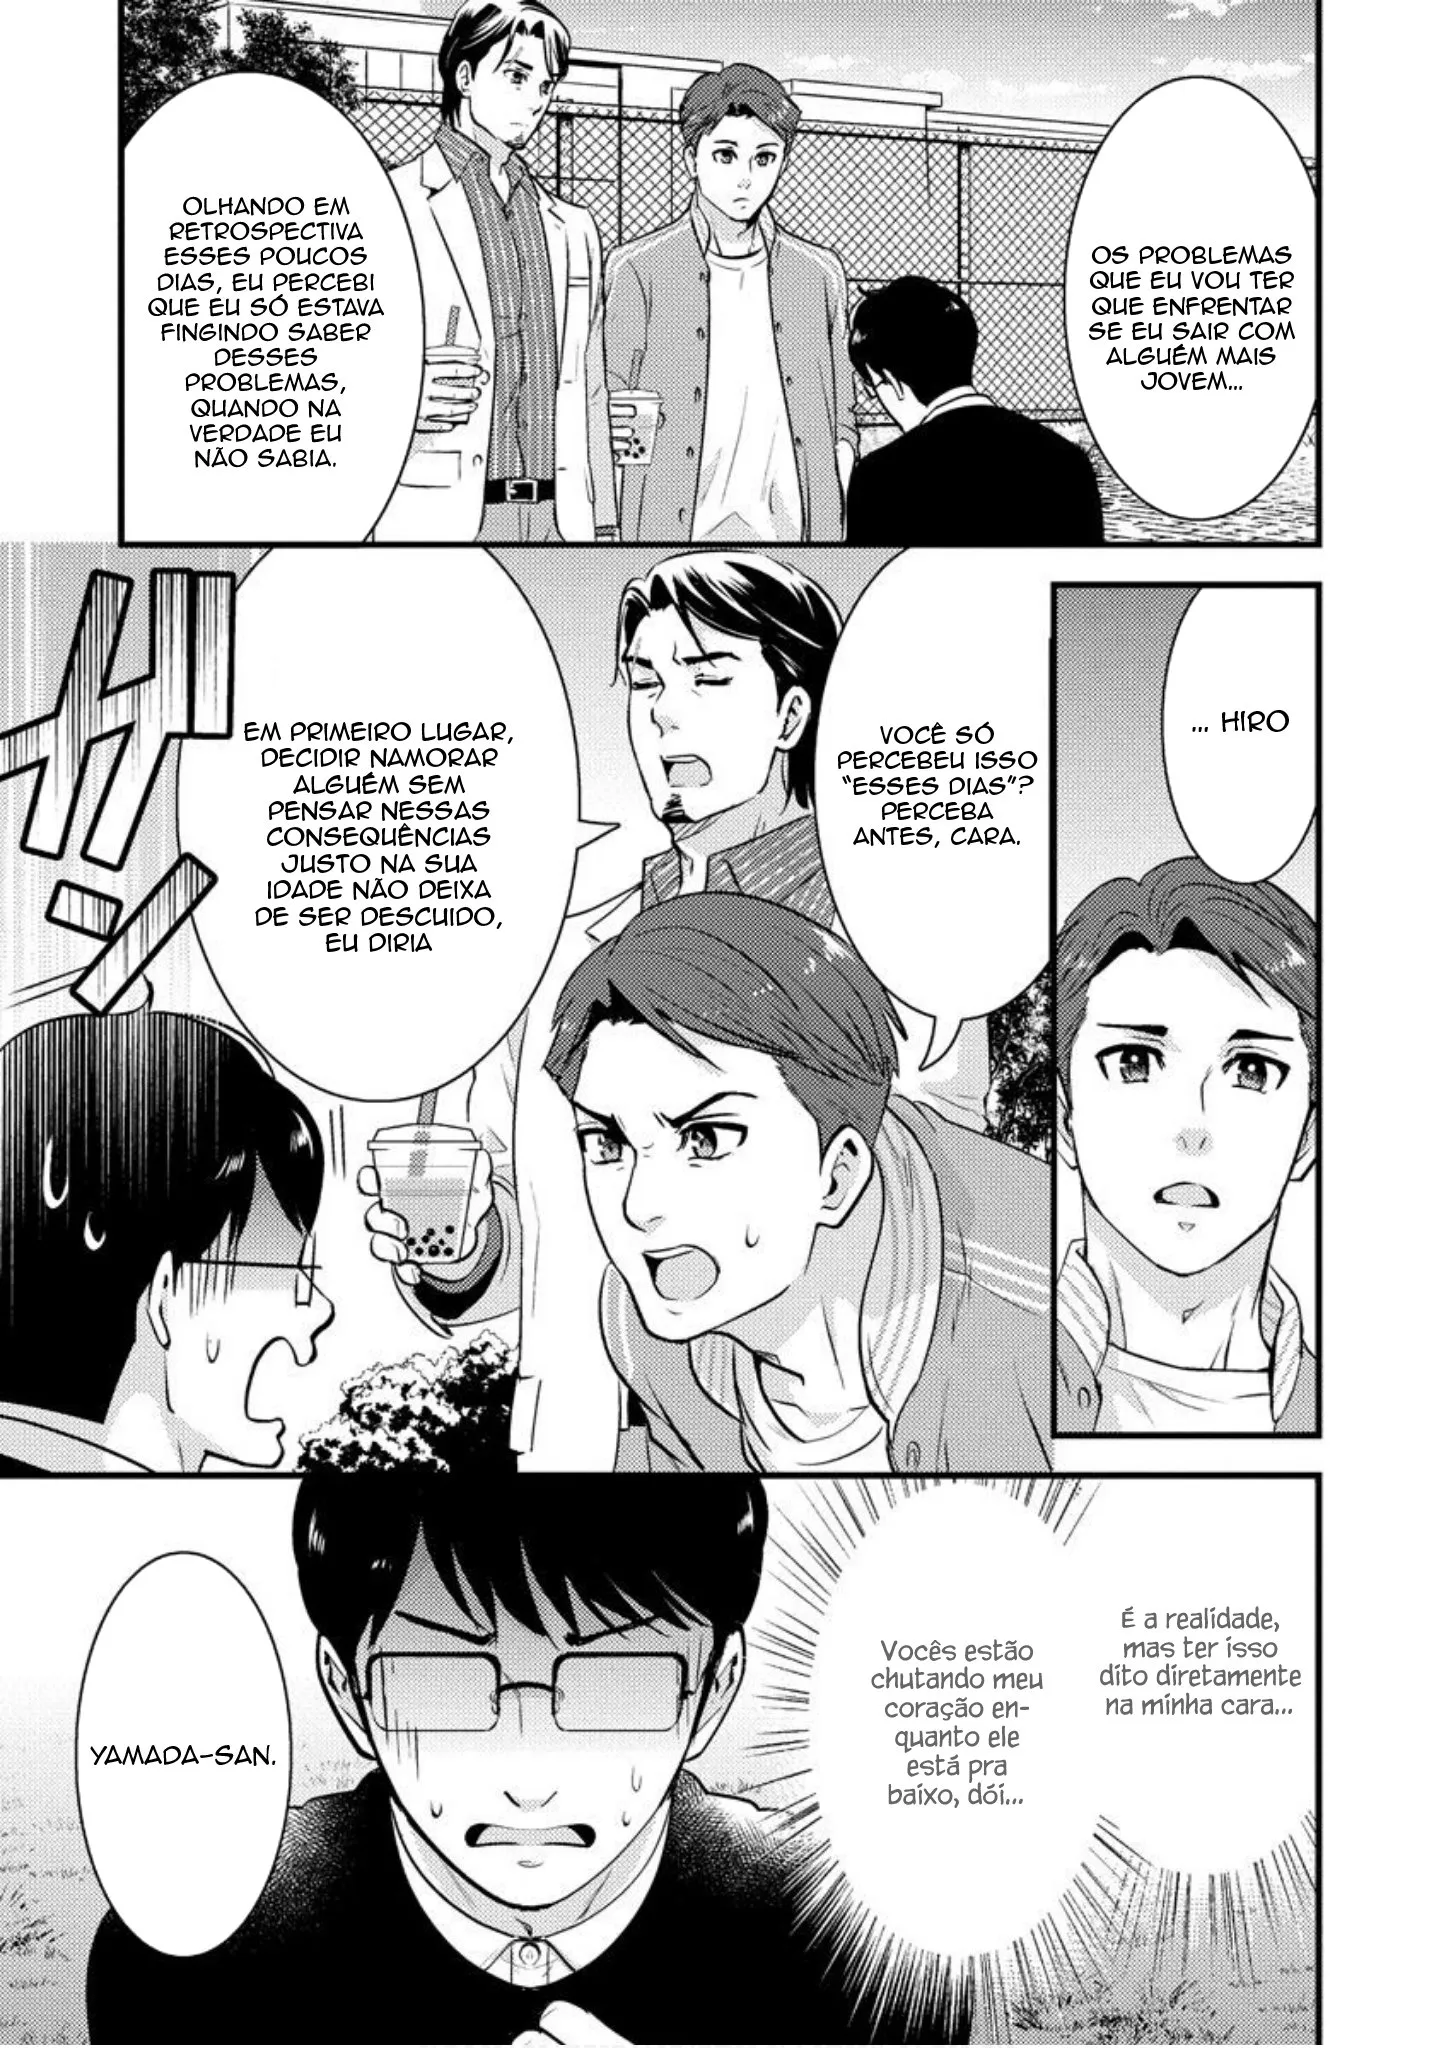 OS PROBLEMAS
QUE EU VOU TER
QUE ENFRENTAR
SE EU SAIR COM
ALGUÉM MAIS
JOVEM...
OLHANDO EM
RETROSPECTIVA
ESSES POUCOS
DIAS, EU PERCEBI
QUE EU SÓ ESTAVA
FINGINDO SABER
DESSES
PROBLEMAS,
QUANDO NA
VERDADE EU
NÃO SABIA.
... HIRO
VOCÊ SÓ
PERCEBEU ISSO
“ESSES DIAS”?
PERCEBA
ANTES, CARA.
EM PRIMEIRO LUGAR,
DECIDIR NAMORAR
ALGUÉM SEM
PENSAR NESSAS
CONSEQUÊNCIAS
JUSTO NA SUA
IDADE NÃO DEIXA
DE SER DESCUIDO,
EU DIRIA
ガーン
É a realidade,
mas ter isso
dito diretamente
na minha cara...
Vocês estão
chutando meu
coração en-
quanto ele
está pra
baixo, dói...
YAMADA-SAN.